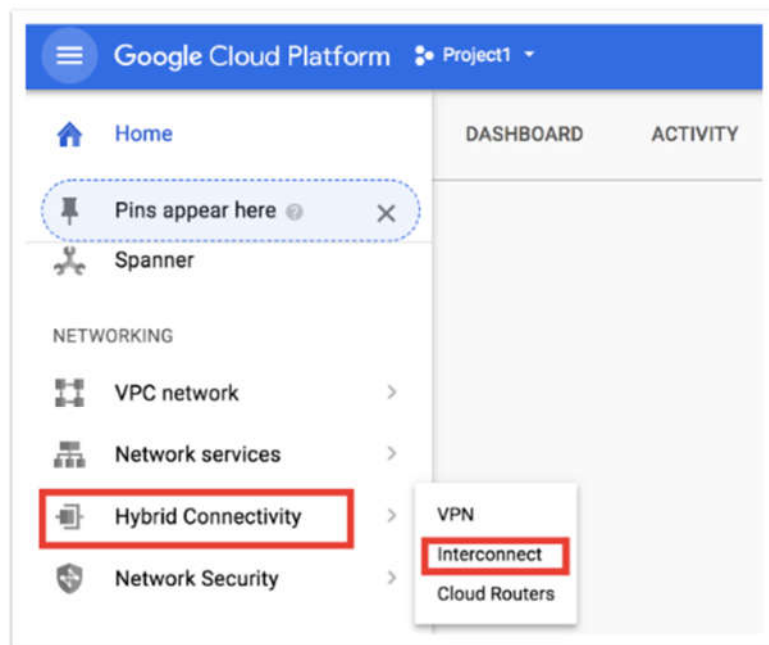 Google Cloud Platform Project1
Home DASHBOARD ACTIVITY
Pins appear here
Spanner
NETWORKING
VPC network
Network services
Hybrid Connectivity VPN
Interconnect
Network Security Cloud Routers